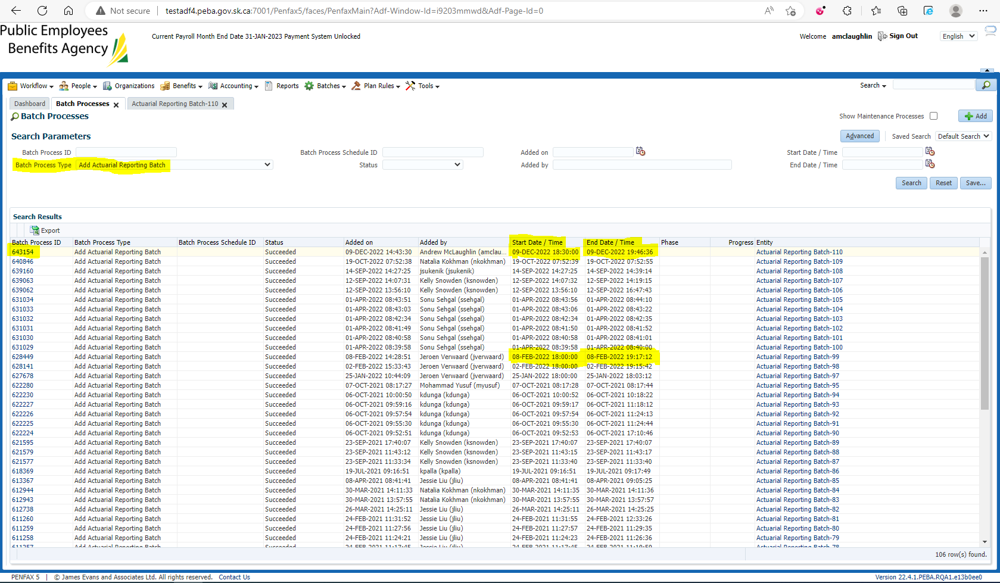 Not secure | testadf4.peba.gov.sk.ca:7001/Penfax5/faces/PenfaxMain?Adf-Window-Id=i9203mmwd&Adf-Page-Id=0
Public Employees
Benefits Agency
Current Payroll Month End Date 31-JAN-2023 Payment System Unlocked
Welcome amclaughlin Sign Out English
Workflow People Organizations Benefits Accounting Reports Batches Plan Rules Tools Search
Dashboard Batch Processes Actuarial Reporting Batch-110
Batch Processes Show Maintenance Processes Add
Search Parameters Advanced Saved Search Default Search
Batch Process ID Batch Process Schedule ID Added on Start Date / Time
Batch Process Type Add Actuarial Reporting Batch Status Added by End Date / Time
Search Reset Save...
Search Results
Export
Batch Process ID Batch Process Type Batch Process Schedule ID Status Added on Added by Start Date / Time End Date / Time Phase Progress Entity
643154 Add Actuarial Reporting Batch Succeeded 09-DEC-2022 14:43:30 Andrew McLaughlin (amclau... 09-DEC-2022 18:30:00 09-DEC-2022 19:46:36 Actuarial Reporting Batch-110
640846 Add Actuarial Reporting Batch Succeeded 19-OCT-2022 07:52:38 Natalia Kokhman (nkokhman) 19-OCT-2022 07:52:39 19-OCT-2022 07:52:55 Actuarial Reporting Batch-109
639160 Add Actuarial Reporting Batch Succeeded 14-SEP-2022 14:27:25 jsukenik (jsukenik) 14-SEP-2022 14:27:25 14-SEP-2022 14:39:14 Actuarial Reporting Batch-108
639063 Add Actuarial Reporting Batch Succeeded 12-SEP-2022 14:07:31 Kelly Snowden (ksnowden) 12-SEP-2022 14:07:32 12-SEP-2022 14:19:15 Actuarial Reporting Batch-107
639062 Add Actuarial Reporting Batch Succeeded 12-SEP-2022 13:56:10 Kelly Snowden (ksnowden) 12-SEP-2022 13:56:10 12-SEP-2022 16:47:43 Actuarial Reporting Batch-106
631034 Add Actuarial Reporting Batch Succeeded 01-APR-2022 08:43:51 Sonu Sehgal (ssehgal) 01-APR-2022 08:43:56 01-APR-2022 08:44:10 Actuarial Reporting Batch-105
631033 Add Actuarial Reporting Batch Succeeded 01-APR-2022 08:43:03 Sonu Sehgal (ssehgal) 01-APR-2022 08:43:06 01-APR-2022 08:43:22 Actuarial Reporting Batch-104
631032 Add Actuarial Reporting Batch Succeeded 01-APR-2022 08:42:34 Sonu Sehgal (ssehgal) 01-APR-2022 08:42:34 01-APR-2022 08:42:35 Actuarial Reporting Batch-103
631031 Add Actuarial Reporting Batch Succeeded 01-APR-2022 08:41:49 Sonu Sehgal (ssehgal) 01-APR-2022 08:41:50 01-APR-2022 08:41:52 Actuarial Reporting Batch-102
631030 Add Actuarial Reporting Batch Succeeded 01-APR-2022 08:40:58 Sonu Sehgal (ssehgal) 01-APR-2022 08:40:58 01-APR-2022 08:41:01 Actuarial Reporting Batch-101
631029 Add Actuarial Reporting Batch Succeeded 01-APR-2022 08:39:58 Sonu Sehgal (ssehgal) 01-APR-2022 08:39:58 01-APR-2022 08:40:00 Actuarial Reporting Batch-100
628449 Add Actuarial Reporting Batch Succeeded 08-FEB-2022 14:28:51 Jeroen Verwaard (jverwaard) 08-FEB-2022 18:00:00 08-FEB-2022 19:17:12 Actuarial Reporting Batch-99
628141 Add Actuarial Reporting Batch Succeeded 02-FEB-2022 15:33:43 Jeroen Verwaard (jverwaard) 02-FEB-2022 18:00:00 02-FEB-2022 19:15:42 Actuarial Reporting Batch-98
627678 Add Actuarial Reporting Batch Succeeded 25-JAN-2022 10:44:09 Jeroen Verwaard (jverwaard) 25-JAN-2022 18:00:00 25-JAN-2022 18:03:12 Actuarial Reporting Batch-97
622280 Add Actuarial Reporting Batch Succeeded 07-OCT-2021 08:17:27 Mohammad Yusuf (myusuf) 07-OCT-2021 08:17:28 07-OCT-2021 08:17:44 Actuarial Reporting Batch-95
622230 Add Actuarial Reporting Batch Succeeded 06-OCT-2021 10:00:50 kdunga (kdunga) 06-OCT-2021 10:00:52 06-OCT-2021 10:18:22 Actuarial Reporting Batch-94
622227 Add Actuarial Reporting Batch Succeeded 06-OCT-2021 09:59:16 kdunga (kdunga) 06-OCT-2021 09:59:17 06-OCT-2021 11:18:12 Actuarial Reporting Batch-93
622226 Add Actuarial Reporting Batch Succeeded 06-OCT-2021 09:57:54 kdunga (kdunga) 06-OCT-2021 09:57:54 06-OCT-2021 11:24:13 Actuarial Reporting Batch-92
622225 Add Actuarial Reporting Batch Succeeded 06-OCT-2021 09:55:30 kdunga (kdunga) 06-OCT-2021 09:55:30 06-OCT-2021 11:24:44 Actuarial Reporting Batch-91
622224 Add Actuarial Reporting Batch Succeeded 06-OCT-2021 09:52:51 kdunga (kdunga) 06-OCT-2021 09:52:53 06-OCT-2021 17:10:46 Actuarial Reporting Batch-90
621595 Add Actuarial Reporting Batch Succeeded 23-SEP-2021 17:40:07 Kelly Snowden (ksnowden) 23-SEP-2021 17:40:07 23-SEP-2021 17:40:07 Actuarial Reporting Batch-89
621579 Add Actuarial Reporting Batch Succeeded 23-SEP-2021 11:43:12 Kelly Snowden (ksnowden) 23-SEP-2021 11:43:15 23-SEP-2021 11:43:17 Actuarial Reporting Batch-88
621577 Add Actuarial Reporting Batch Succeeded 23-SEP-2021 11:33:34 Kelly Snowden (ksnowden) 23-SEP-2021 11:33:40 23-SEP-2021 11:33:40 Actuarial Reporting Batch-87
618369 Add Actuarial Reporting Batch Succeeded 19-JUL-2021 09:16:51 kpalla (kpalla) 19-JUL-2021 09:16:51 19-JUL-2021 09:17:49 Actuarial Reporting Batch-86
613367 Add Actuarial Reporting Batch Succeeded 08-APR-2021 08:41:41 Jessie Liu (jliu) 08-APR-2021 08:41:41 08-APR-2021 09:05:25 Actuarial Reporting Batch-85
612944 Add Actuarial Reporting Batch Succeeded 30-MAR-2021 14:11:33 Natalia Kokhman (nkokhman) 30-MAR-2021 14:11:35 30-MAR-2021 14:11:36 Actuarial Reporting Batch-84
612943 Add Actuarial Reporting Batch Succeeded 30-MAR-2021 13:57:55 Natalia Kokhman (nkokhman) 30-MAR-2021 13:57:55 30-MAR-2021 13:57:57 Actuarial Reporting Batch-83
612738 Add Actuarial Reporting Batch Succeeded 26-MAR-2021 14:25:11 Jessie Liu (jliu) 26-MAR-2021 14:25:11 26-MAR-2021 14:25:25 Actuarial Reporting Batch-82
611260 Add Actuarial Reporting Batch Succeeded 24-FEB-2021 11:31:52 Jessie Liu (jliu) 24-FEB-2021 11:31:55 24-FEB-2021 12:33:26 Actuarial Reporting Batch-81
611259 Add Actuarial Reporting Batch Succeeded 24-FEB-2021 11:27:56 Jessie Liu (jliu) 24-FEB-2021 11:27:57 24-FEB-2021 11:29:35 Actuarial Reporting Batch-80
611258 Add Actuarial Reporting Batch Succeeded 24-FEB-2021 11:24:21 Jessie Liu (jliu) 24-FEB-2021 11:24:23 24-FEB-2021 11:26:36 Actuarial Reporting Batch-79
611257 Add Actuarial Reporting Batch Succeeded 24-FEB-2021 11:17:45 Jessie Liu (jliu) 24-FEB-2021 11:17:45 24-FEB-2021 11:19:50 Actuarial Reporting Batch-78
106 row(s) found.
PENFAX 5 | © James Evans and Associates Ltd. All rights reserved. Contact Us Version 22.4.1.PEBA.RQA1.e13b0ee0